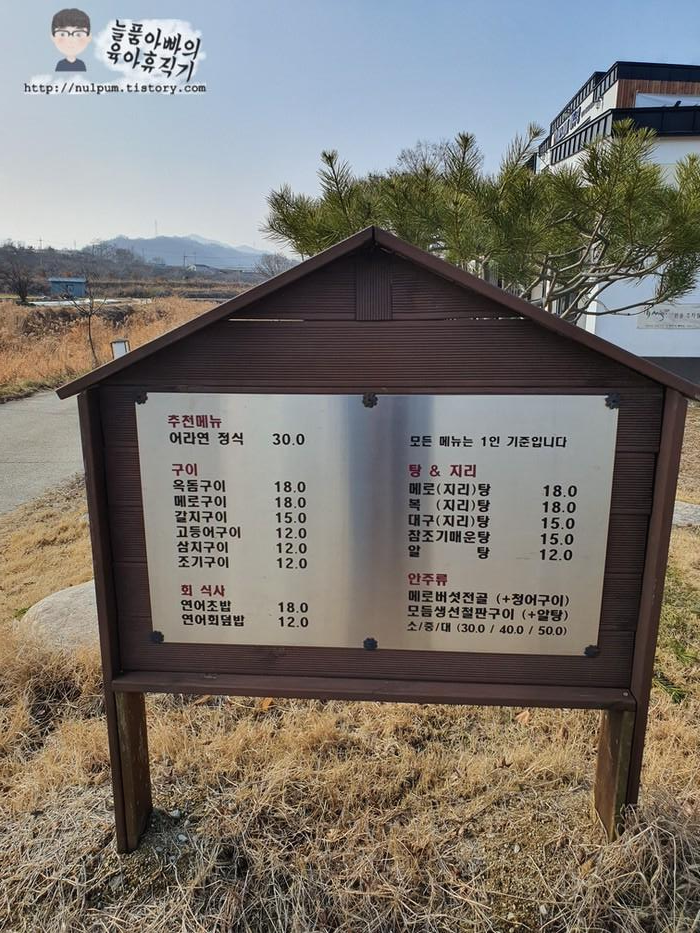 늘품아빠의
육아휴직기
http://nulpum.tistory.com
추천메뉴
어라연 정식 30.0
구이
옥돔구이 18.0
메로구이 18.0
갈치구이 15.0
고등어구이 12.0
삼치구이 12.0
조기구이 12.0
회 식사
연어초밥 18.0
연어회덮밥 12.0
모든 메뉴는 1인 기준입니다
탕 & 지리
메로(지리)탕 18.0
복 (지리)탕 18.0
대구(지리)탕 15.0
참조기매운탕 15.0
알 탕 12.0
안주류
메로버섯전골 (+청어구이)
모듬생선철판구이 (+알탕)
소/중/대 (30.0 / 40.0 / 50.0)